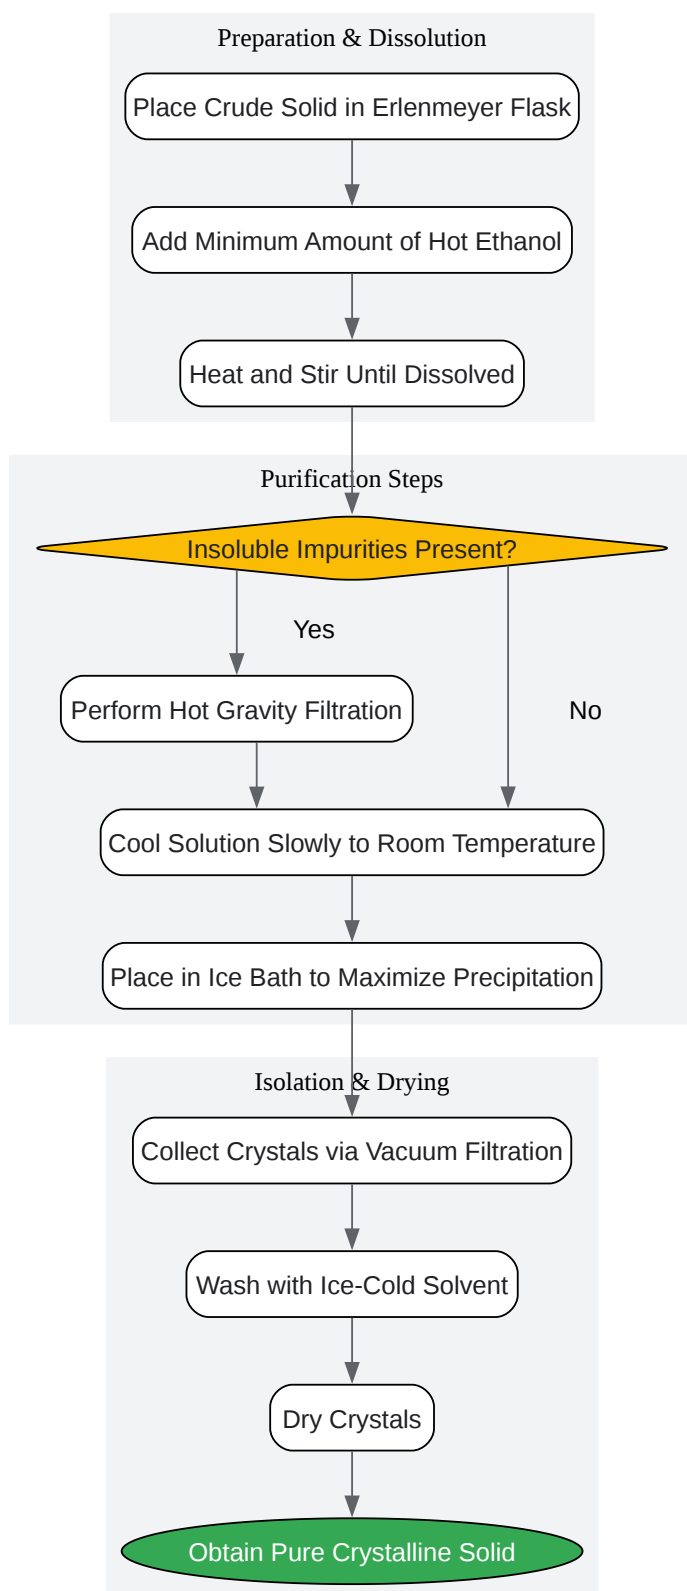 Preparation & Dissolution
Place Crude Solid in Erlenmeyer Flask
Add Minimum Amount of Hot Ethanol
Heat and Stir Until Dissolved
Purification Steps
Insoluble Impurities Present?
Yes
Perform Hot Gravity Filtration
No
Cool Solution Slowly to Room Temperature
Place in Ice Bath to Maximize Precipitation
Isolation & Drying
Collect Crystals via Vacuum Filtration
Wash with Ice-Cold Solvent
Dry Crystals
Obtain Pure Crystalline Solid